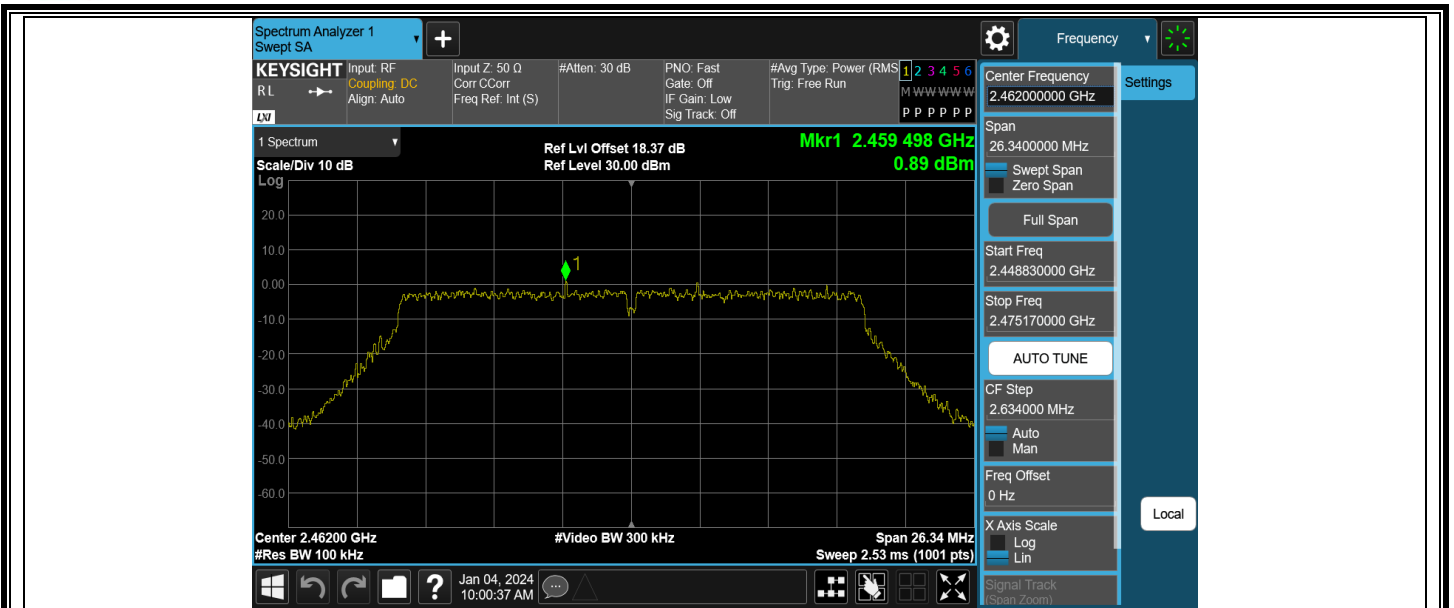 Spectrum Analyzer 1
Swept SA
Frequency
KEYSIGHT
R L
LXI
Input: RF
Coupling: DC
Align: Auto
Input Z: 50 Ω
Corr CCorr
Freq Ref: Int (S)
#Atten: 30 dB
PNO: Fast
Gate: Off
IF Gain: Low
Sig Track: Off
#Avg Type: Power (RMS
Trig: Free Run
1 2 3 4 5 6
M W W W W W
P P P P P P
1 Spectrum
Scale/Div 10 dB
Log
Ref Lvl Offset 18.37 dB
Ref Level 30.00 dBm
Mkr1 2.459 498 GHz
0.89 dBm
20.0
10.0
0.00
-10.0
-20.0
-30.0
-40.0
-50.0
-60.0
1
Center 2.46200 GHz
#Res BW 100 kHz
#Video BW 300 kHz
Span 26.34 MHz
Sweep 2.53 ms (1001 pts)
Center Frequency
2.462000000 GHz
Span
26.3400000 MHz
Swept Span
Zero Span
Full Span
Start Freq
2.448830000 GHz
Stop Freq
2.475170000 GHz
AUTO TUNE
CF Step
2.634000 MHz
Auto
Man
Freq Offset
0 Hz
X Axis Scale
Log
Lin
Signal Track
(Span Zoom)
Settings
Local
?
Jan 04, 2024
10:00:37 AM